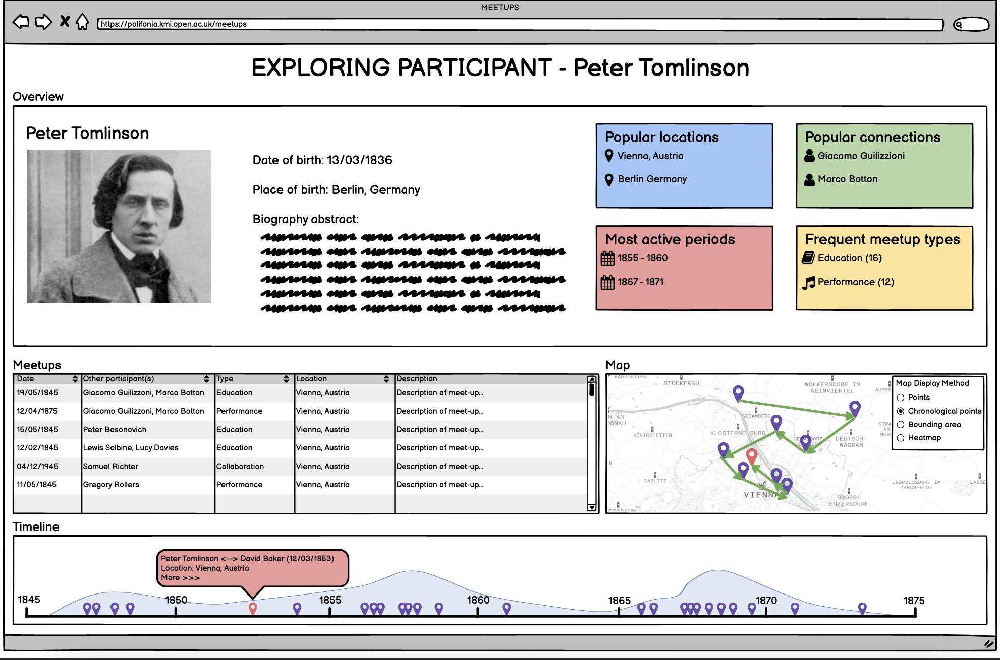 MEETUPS
https://polifonia.kmi.open.ac.uk/meetups
EXPLORING PARTICIPANT - Peter Tomlinson
Overview
Peter Tomlinson
Date of birth: 13/03/1836
Place of birth: Berlin, Germany
Biography abstract:
Popular locations
Vienna, Austria
Berlin Germany
Popular connections
Giacomo Guilizzioni
Marco Botton
Most active periods
1855 - 1860
1867 - 1871
Frequent meetup types
Education (16)
Performance (12)
Meetups
Date Other participant(s) Type Location Description
19/05/1845 Giacomo Guilizzoni, Marco Botton Education Vienna, Austria Description of meet-up...
12/04/1875 Giacomo Guilizzoni, Marco Botton Performance Vienna, Austria Description of meet-up...
15/05/1845 Peter Bosonovich Education Vienna, Austria Description of meet-up...
12/02/1845 Lewis Solbine, Lucy Davies Education Vienna, Austria Description of meet-up...
04/12/1945 Samuel Richter Collaboration Vienna, Austria Description of meet-up...
11/05/1845 Gregory Rollers Performance Vienna, Austria Description of meet-up...
Map
HAUSLEITEN
STOCKERAU
WOLKERSDORF IM
WEINVIERTEL
AUERS
N AN
DONAU
BISAMBERG
KÖNIGSTETTEN
KLOSTERNEUBURG
DEUTSCH-
WAGRAM
STRA
AN
NORD
N
GABLITZ
VIENNA
LEOPOLDSDORF IM
MARCHFELDE
LASSE
GROSS-
ENZERSDORF
ESSBAUM
Map Display Method
Points
Chronological points
Bounding area
Heatmap
Timeline
Peter Tomlinson <--> David Baker (12/03/1853)
Location: Vienna, Austria
More >>>
1845 1850 1855 1860 1865 1870 1875